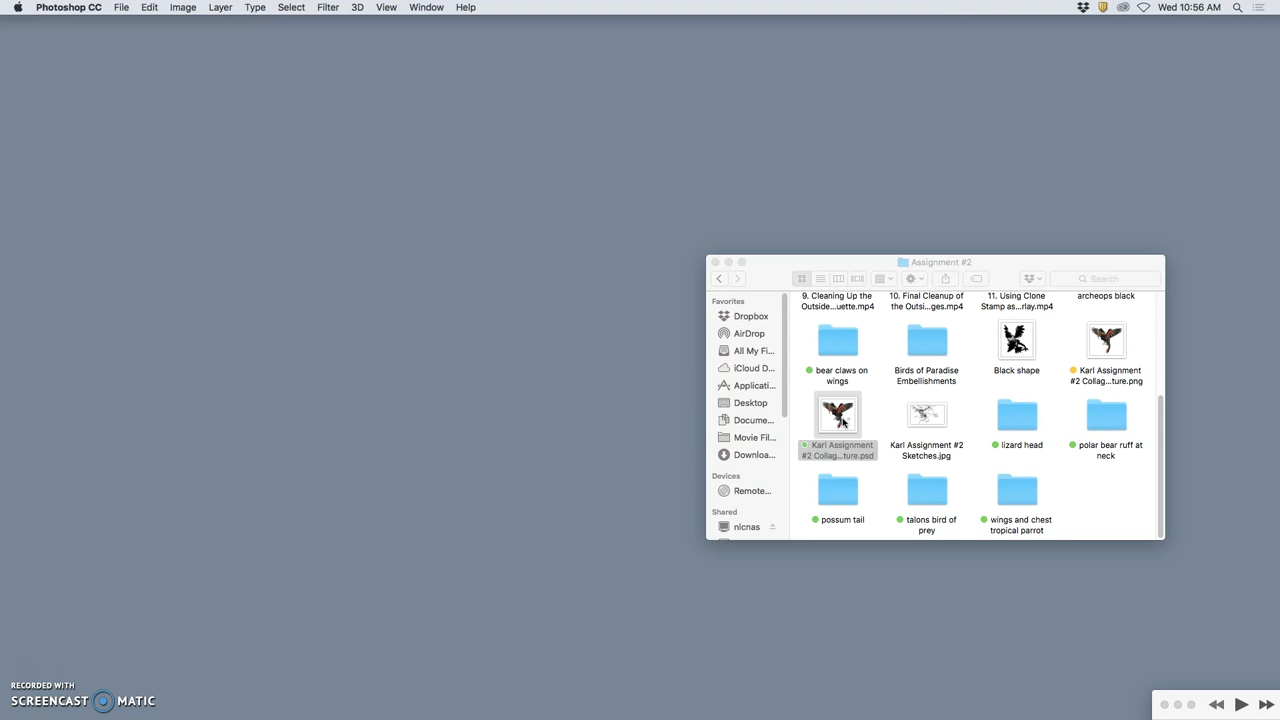 Photoshop CC File Edit Image Layer Type Select Filter 3D View Window Help Wed 10:56 AM
Assignment #2
Search
Favorites
Dropbox
AirDrop
All My Fi...
iCloud D...
Applicati...
Desktop
Docume...
Movie Fil...
Downloa...
Devices
Remote...
Shared
nicnas
9. Cleaning Up the
Outside...uette.mp4
10. Final Cleanup of
the Outsi...ges.mp4
11. Using Clone
Stamp as...rlay.mp4
archeops black
bear claws on
wings
Birds of Paradise
Embellishments
Black shape
Karl Assignment
#2 Collag...ture.png
Karl Assignment
#2 Collag...ture.psd
Karl Assignment #2
Sketches.jpg
lizard head
polar bear ruff at
neck
possum tail
talons bird of
prey
wings and chest
tropical parrot
RECORDED WITH
SCREENCAST MATIC